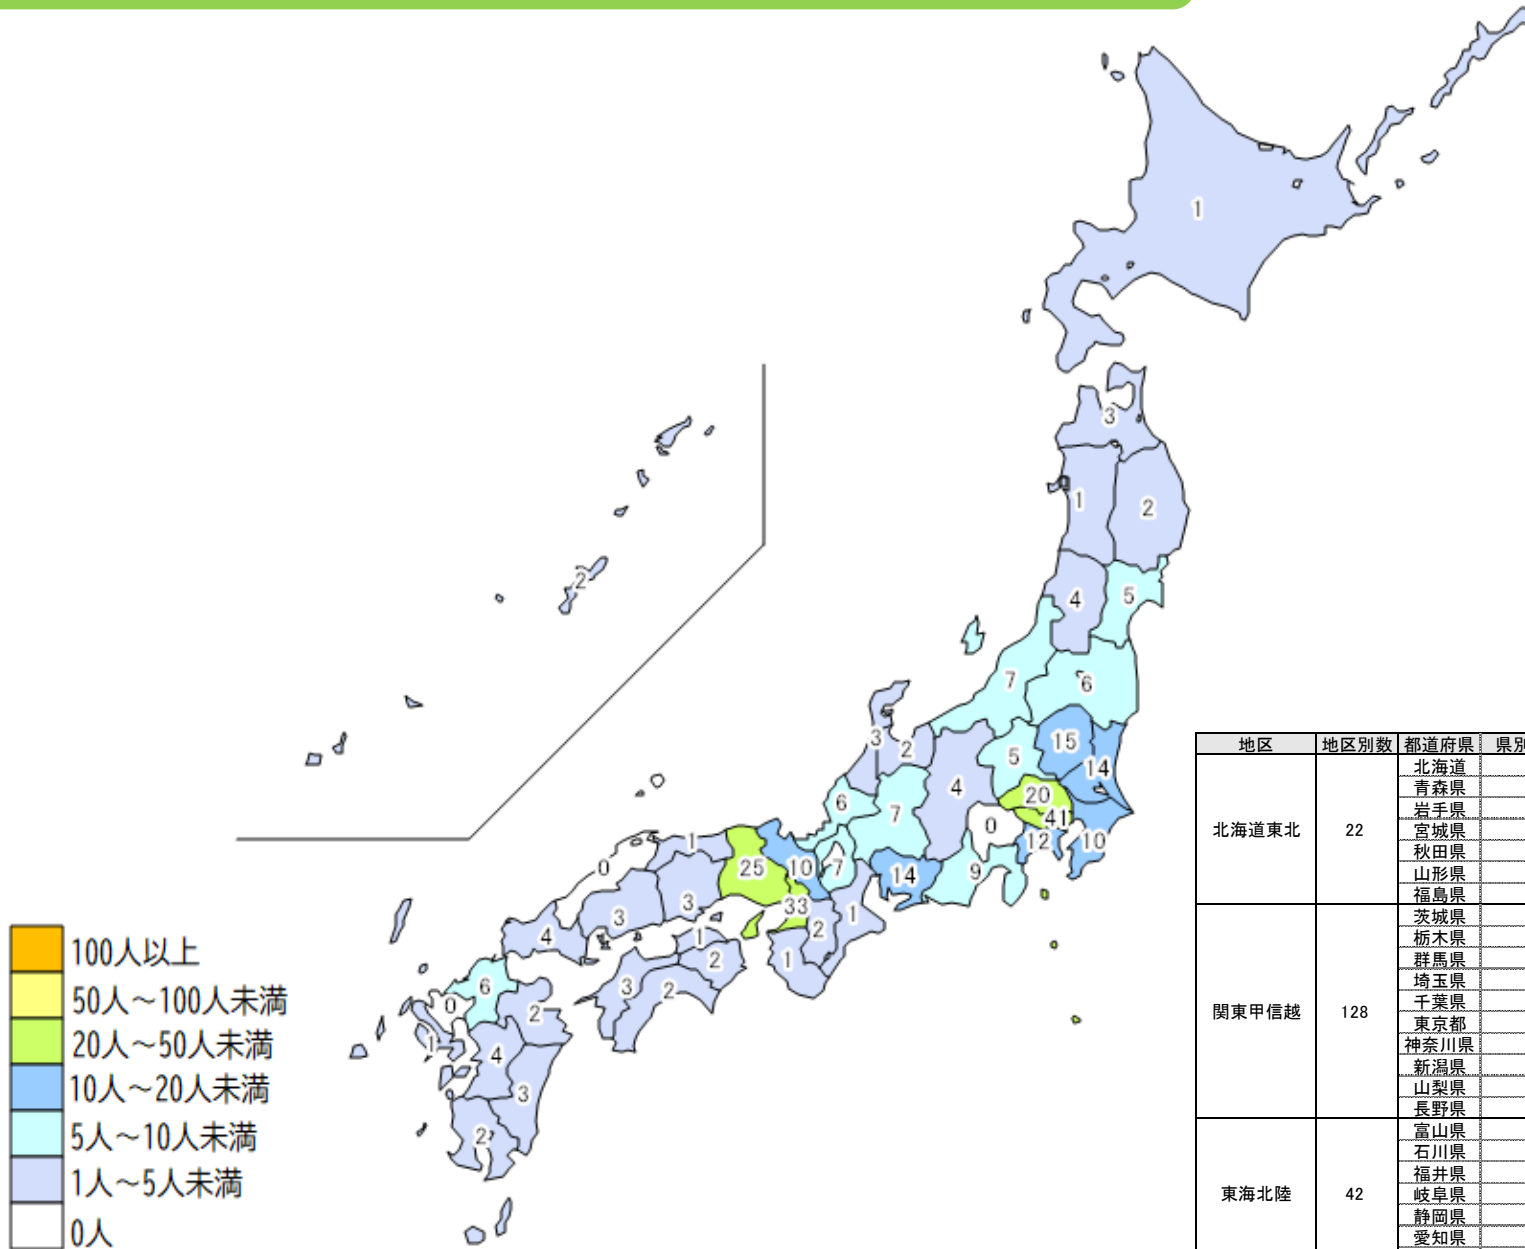 1
3
1
2
2
4
5
7
6
3
2
15
5
14
4
6
7
20
41
0
12
10
1
0
25
10
7
14
9
3
3
33
1
4
1
2
2
1
6
3
2
0
2
1
4
3
2
100人以上
50人～100人未満
20人～50人未満
10人～20人未満
5人～10人未満
1人～5人未満
0人
地区 地区別数 都道府県 県別
北海道東北 22
北海道
青森県
岩手県
宮城県
秋田県
山形県
福島県
関東甲信越 128
茨城県
栃木県
群馬県
埼玉県
千葉県
東京都
神奈川県
新潟県
山梨県
長野県
東海北陸 42
富山県
石川県
福井県
岐阜県
静岡県
愛知県